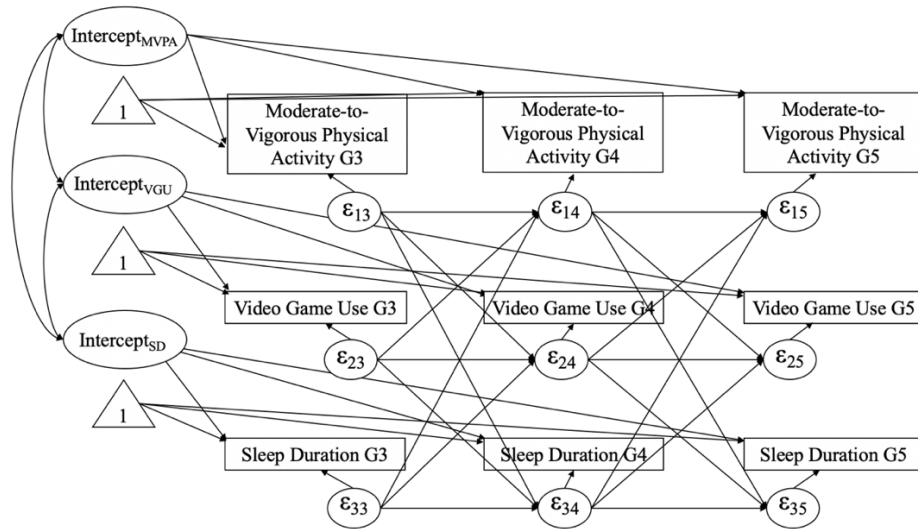 Intercept_MVPA
1
Moderate-to-
Vigorous Physical
Activity G3
Moderate-to-
Vigorous Physical
Activity G4
Moderate-to-
Vigorous Physical
Activity G5
ε13
ε14
ε15
Intercept_VGU
1
Video Game Use G3
Video Game Use G4
Video Game Use G5
ε23
ε24
ε25
Intercept_SD
1
Sleep Duration G3
Sleep Duration G4
Sleep Duration G5
ε33
ε34
ε35